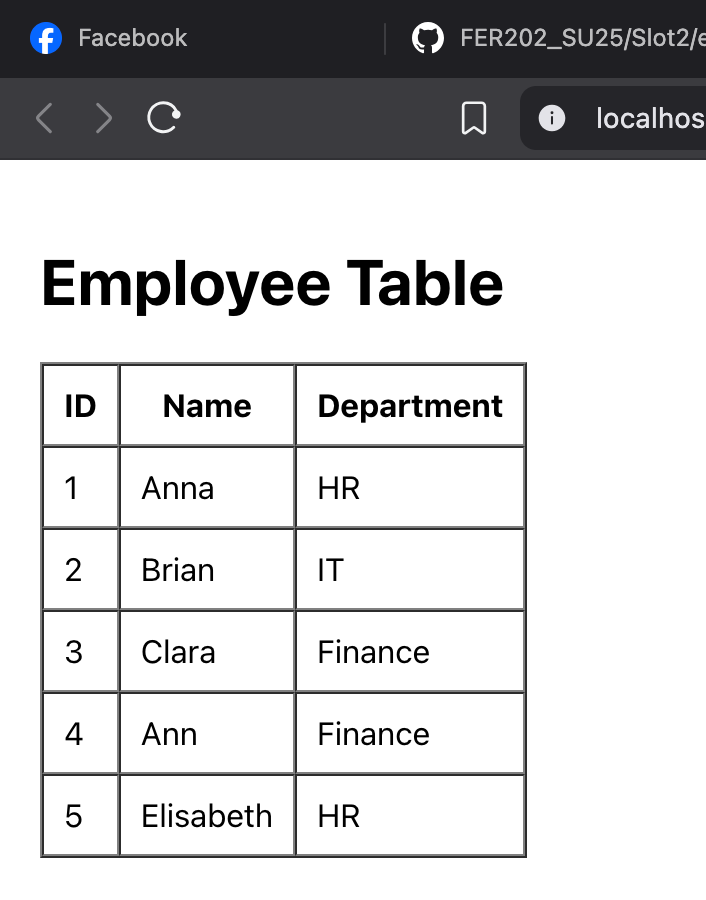 Facebook
FER202_SU25/Slot2/e
localhos
Employee Table
ID Name Department
1 Anna HR
2 Brian IT
3 Clara Finance
4 Ann Finance
5 Elisabeth HR